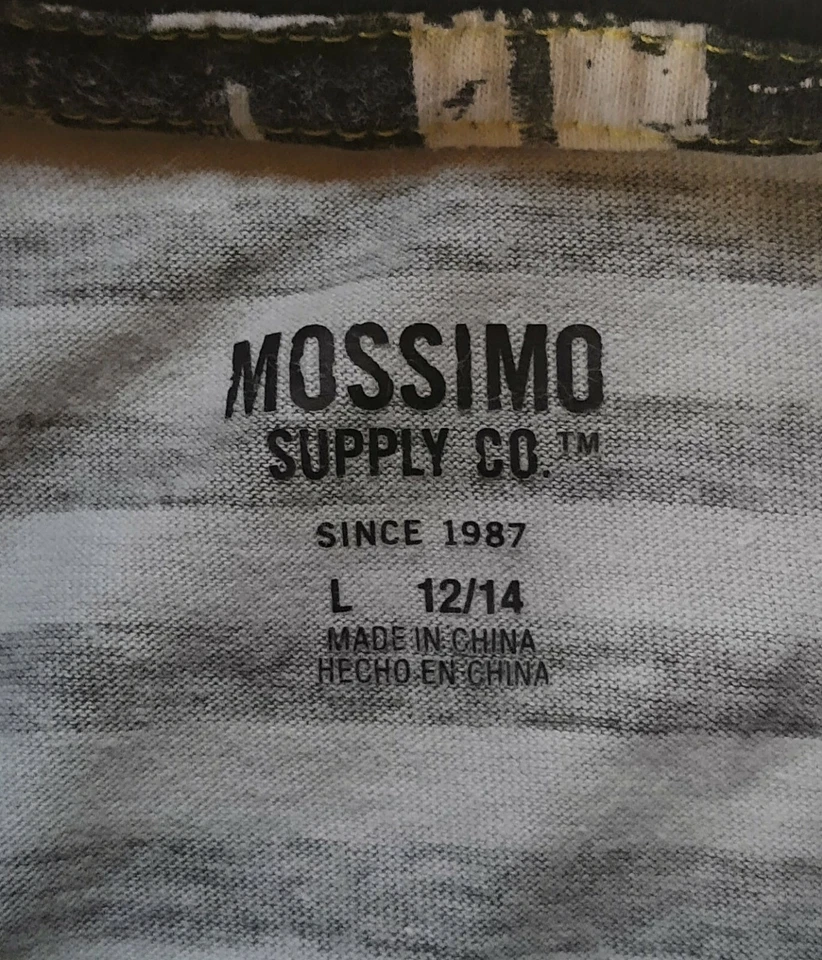 MOSSIMO
SUPPLY CO.™
SINCE 1987
L 12/14
MADE IN CHINA
HECHO EN CHINA